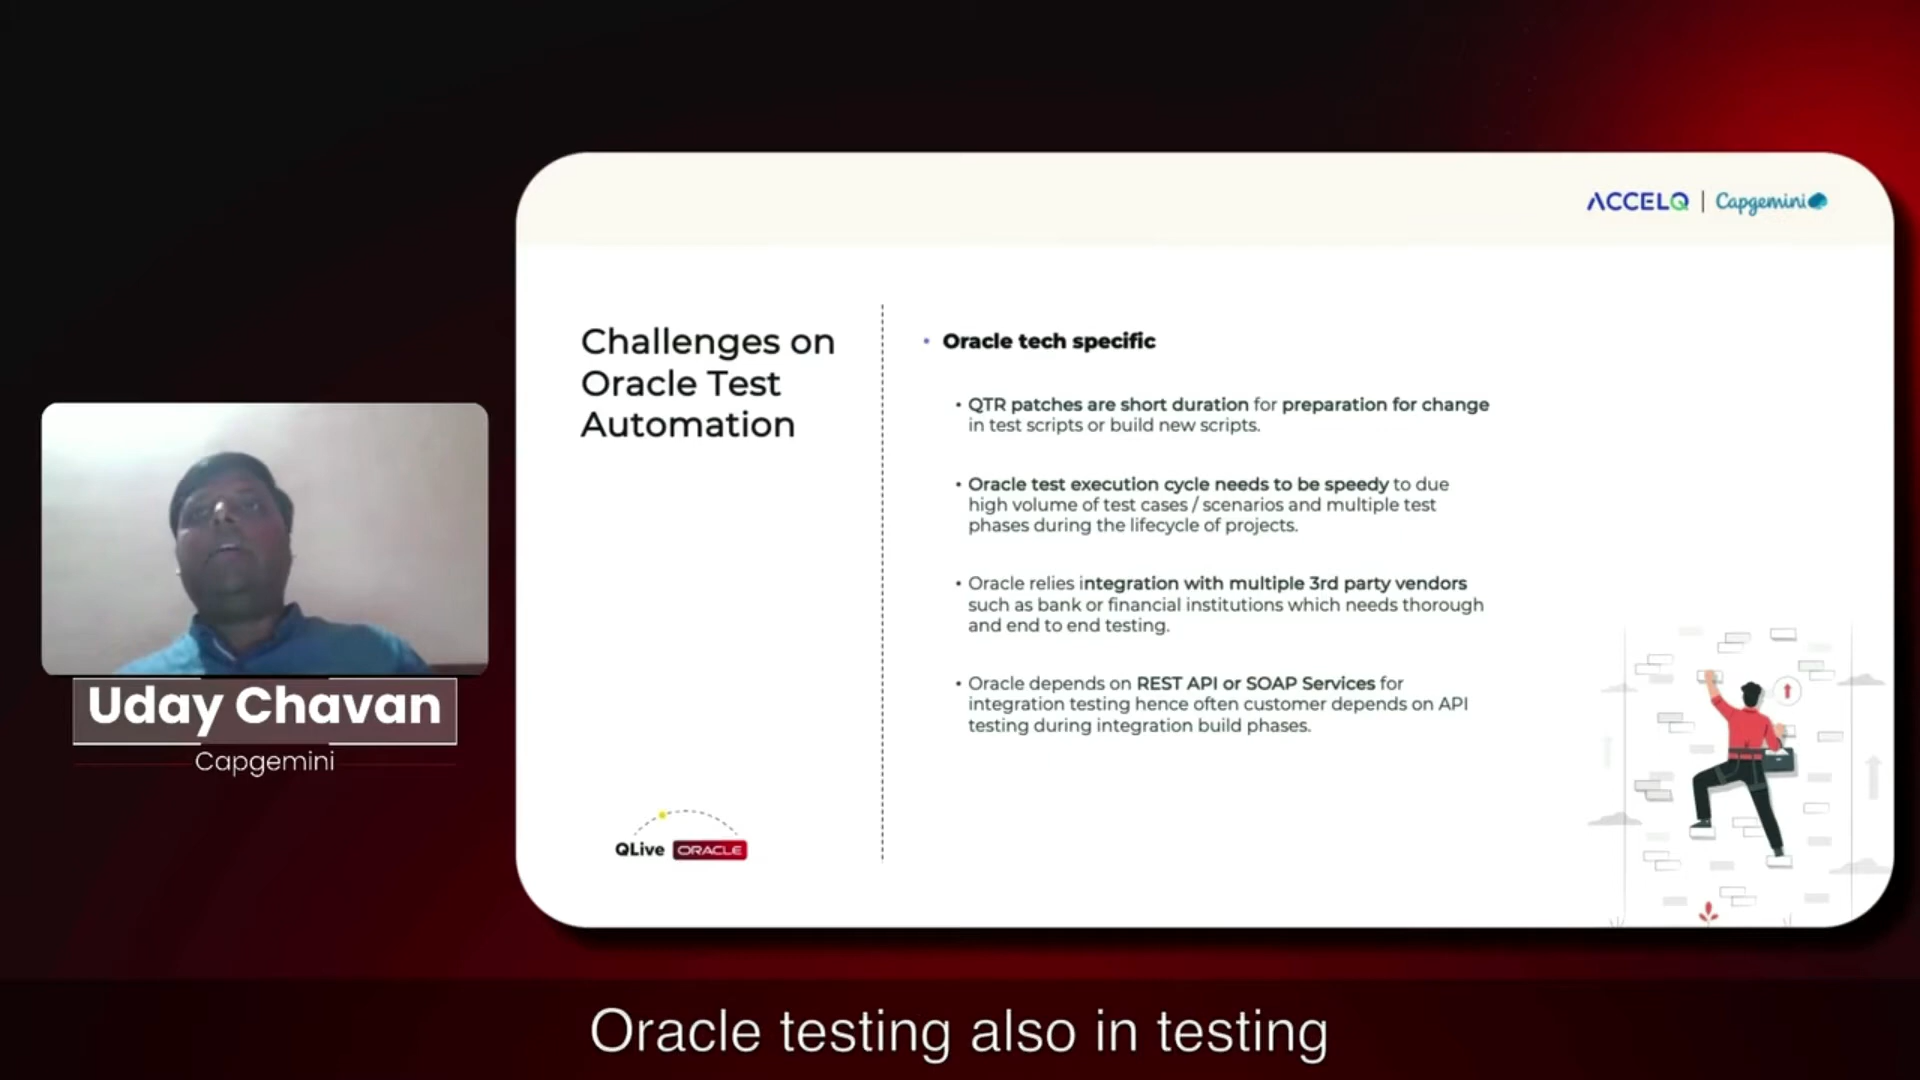 ACCELQ | Capgemini
Challenges on
Oracle Test
Automation
• Oracle tech specific
• QTR patches are short duration for preparation for change
in test scripts or build new scripts.
• Oracle test execution cycle needs to be speedy to due
high volume of test cases / scenarios and multiple test
phases during the lifecycle of projects.
• Oracle relies integration with multiple 3rd party vendors
such as bank or financial institutions which needs thorough
and end to end testing.
• Oracle depends on REST API or SOAP Services for
integration testing hence often customer depends on API
testing during integration build phases.
QLive ORACLE
Uday Chavan
Capgemini
Oracle testing also in testing